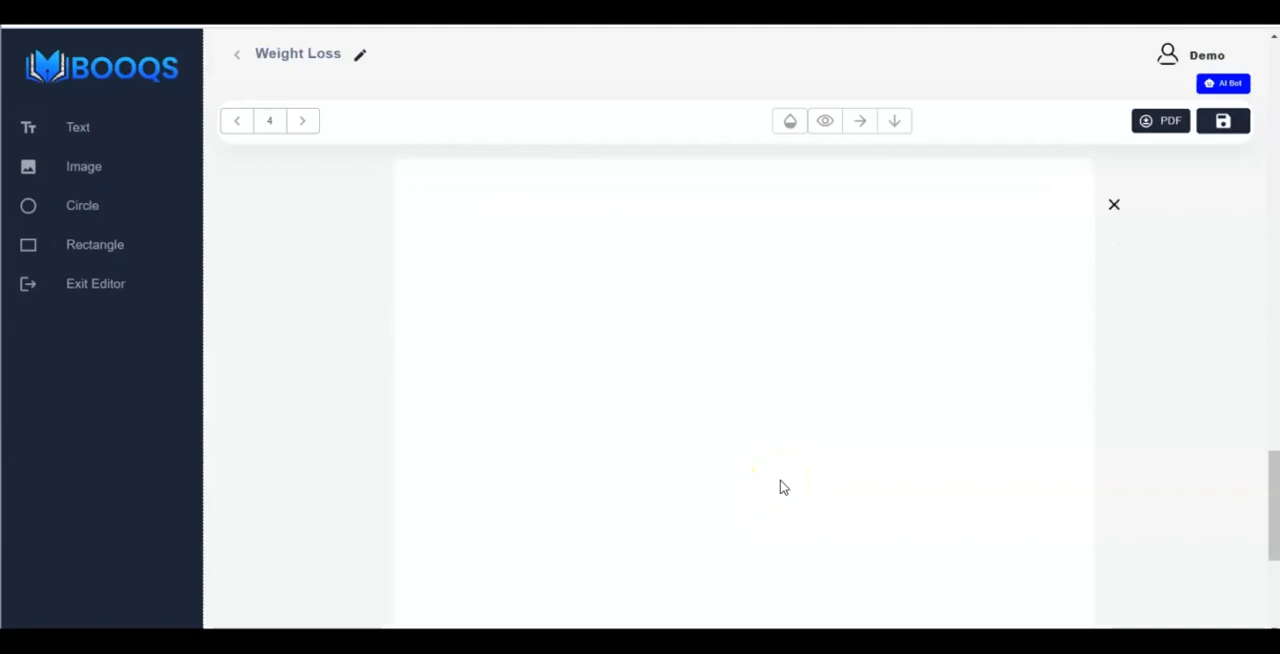 BOOQS
Weight Loss
Demo
AI Bot
4
PDF
Text
Image
Circle
Rectangle
Exit Editor